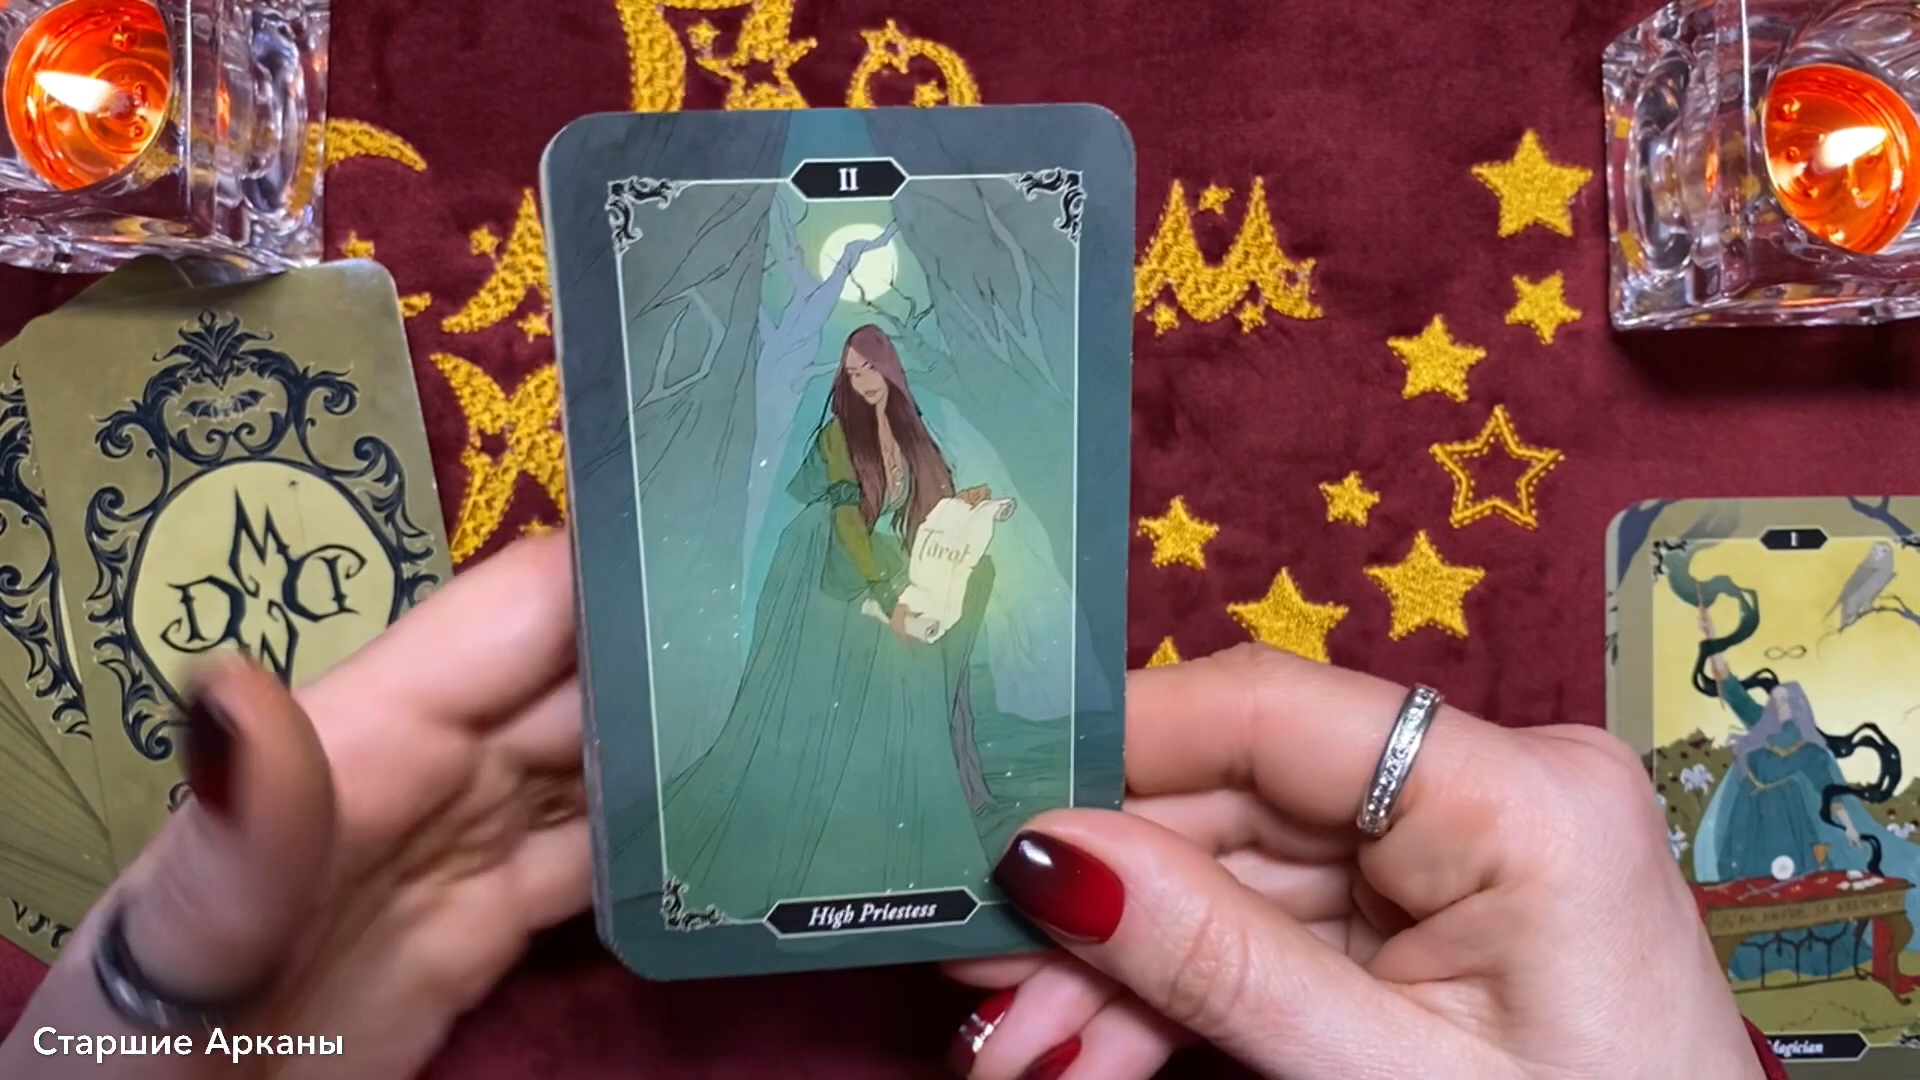 II
Tarot
High Priestess
I
Magician
M
D D
W
Старшие Арканы